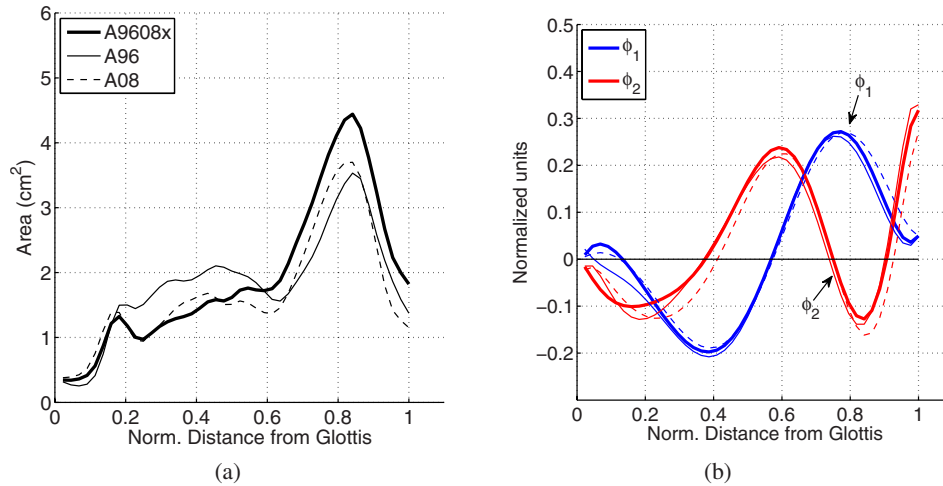 6
5
4
3
2
1
0
Area (cm²)
A9608x
A96
A08
0 0.2 0.4 0.6 0.8 1
Norm. Distance from Glottis
(a)
0.5
0.4
0.3
0.2
0.1
0
−0.1
−0.2
Normalized units
ϕ₁
ϕ₂
ϕ₁
ϕ₂
0 0.2 0.4 0.6 0.8 1
Norm. Distance from Glottis
(b)